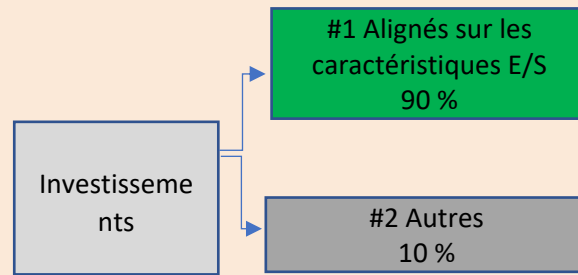 #1 Alignés sur les
caractéristiques E/S
90 %
Investisseme
nts
#2 Autres
10 %